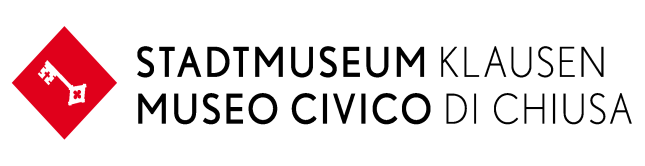 STADTMUSEUM KLAUSEN
MUSEO CIVICO DI CHIUSA